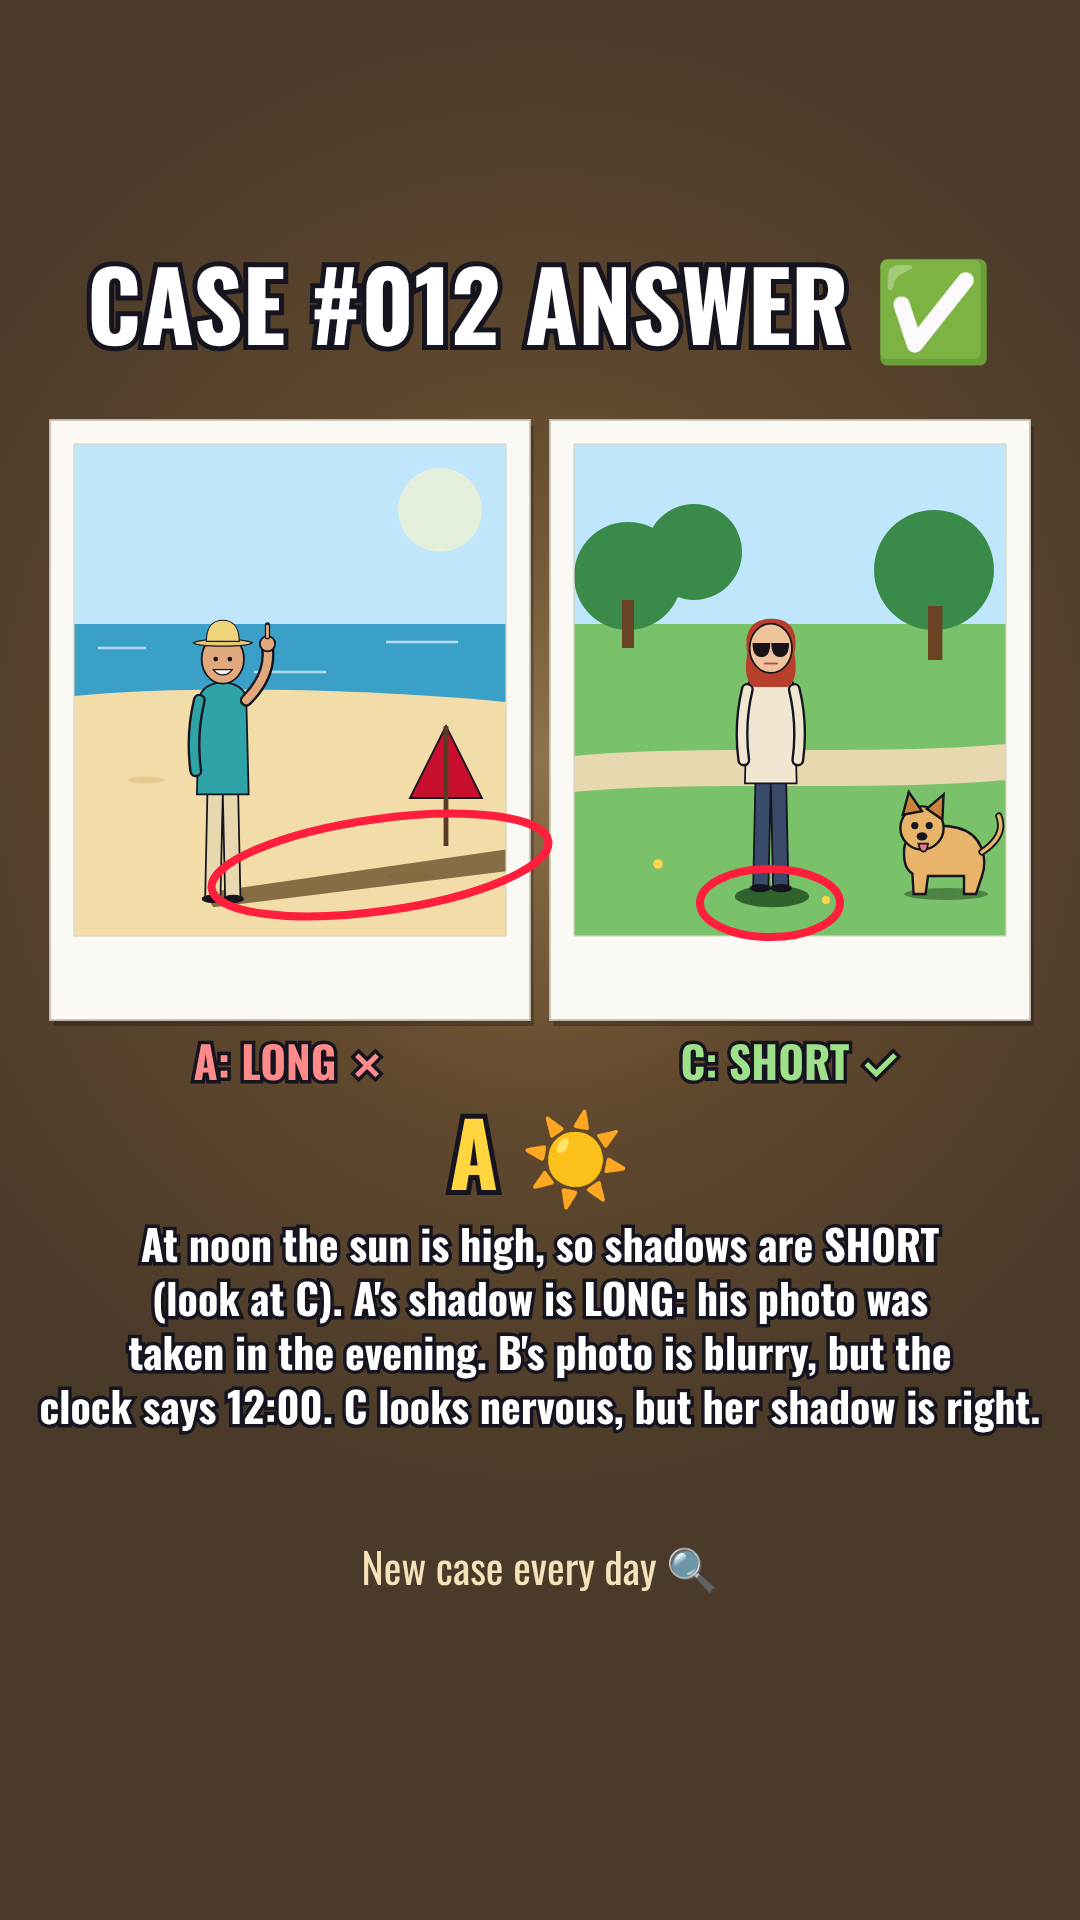 CASE #012 ANSWER ✅
A: LONG ✕
C: SHORT ✓
A ☀️
At noon the sun is high, so shadows are SHORT
(look at C). A's shadow is LONG: his photo was
taken in the evening. B's photo is blurry, but the
clock says 12:00. C looks nervous, but her shadow is right.
New case every day 🔍